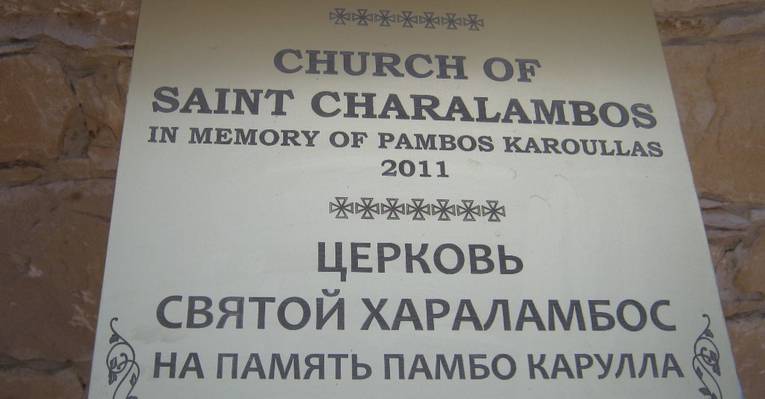 CHURCH OF
SAINT CHARALAMBOS
IN MEMORY OF PAMBOS KAROULLAS
2011
ЦЕРКОВЬ
СВЯТОЙ ХАРАЛАМБОС
НА ПАМЯТЬ ПАМБО КАРУЛЛА